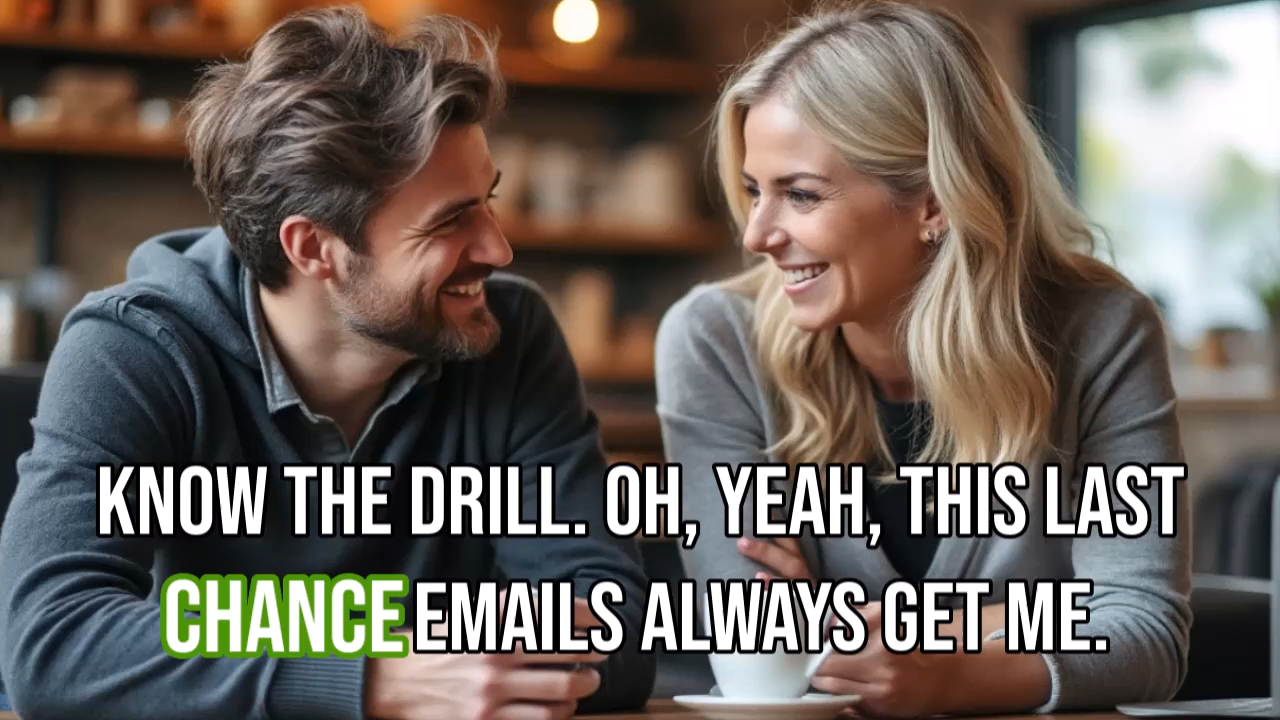 KNOW THE DRILL. OH, YEAH, THIS LAST
CHANCE EMAILS ALWAYS GET ME.